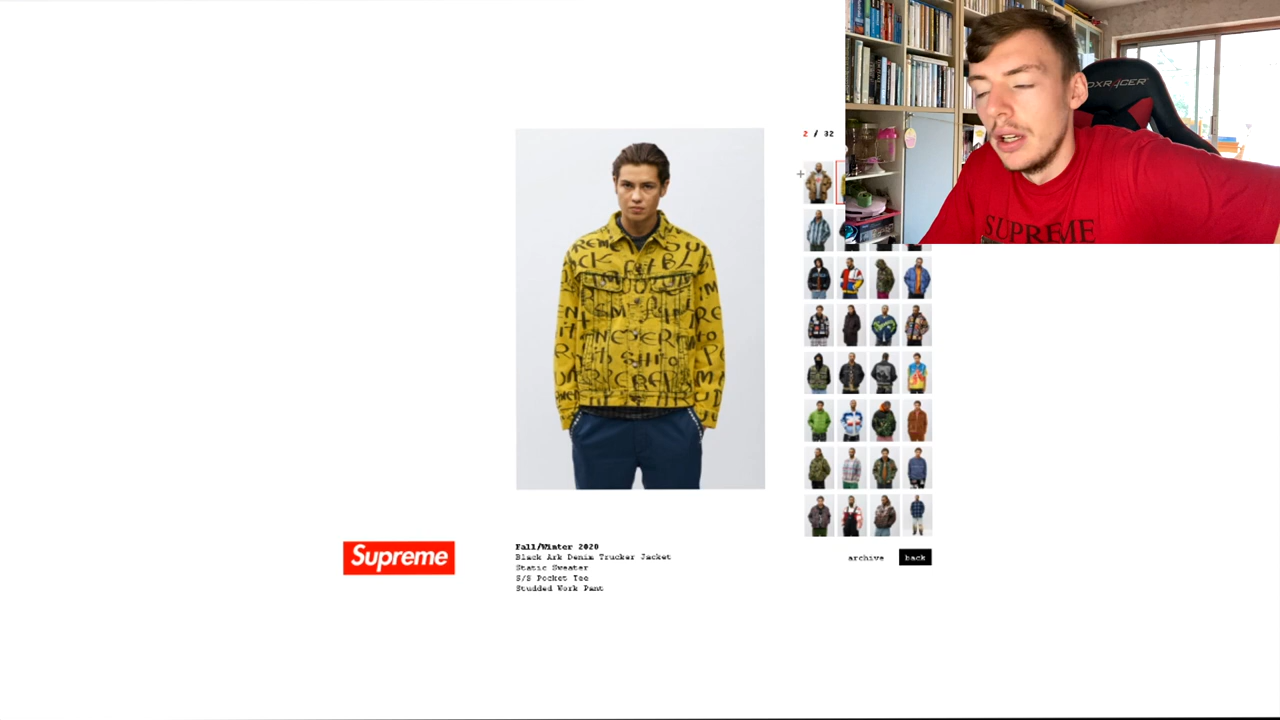 DXRACER
2 / 32
SUPREME
Supreme
Fall/Winter 2020
Black Ark Denim Trucker Jacket
Static Sweater
S/S Pocket Tee
Studded Work Pant
archive
back